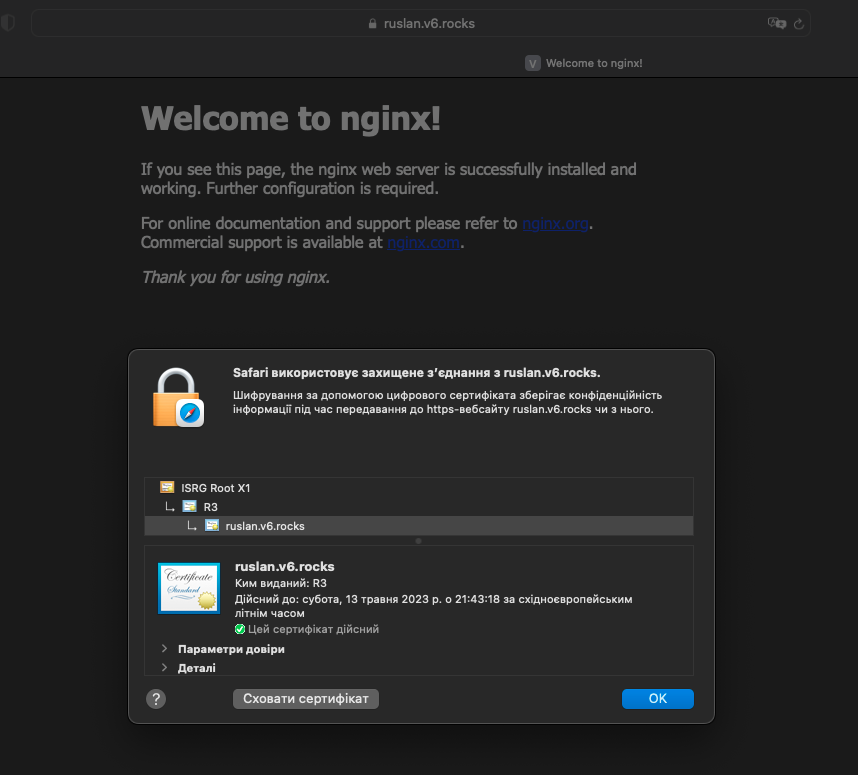 ruslan.v6.rocks
V Welcome to nginx!
Welcome to nginx!
If you see this page, the nginx web server is successfully installed and
working. Further configuration is required.
For online documentation and support please refer to nginx.org.
Commercial support is available at nginx.com.
Thank you for using nginx.
Safari використовує захищене зʼєднання з ruslan.v6.rocks.
Шифрування за допомогою цифрового сертифіката зберігає конфіденційність
інформації під час передавання до https-вебсайту ruslan.v6.rocks чи з нього.
ISRG Root X1
R3
ruslan.v6.rocks
Certificate
Standard
ruslan.v6.rocks
Ким виданий: R3
Дійсний до: субота, 13 травня 2023 р. о 21:43:18 за східноєвропейським
літнім часом
Цей сертифікат дійсний
Параметри довіри
Деталі
? Сховати сертифікат OK